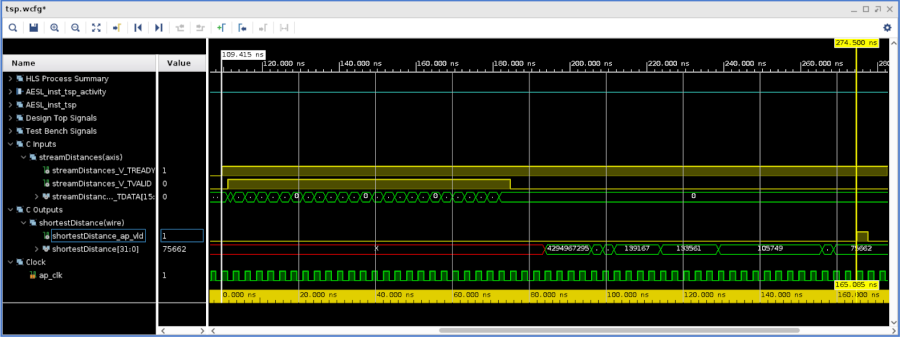 tsp.wcfg*
274.500 ns
109.415 ns
Name Value
120.000 ns 140.000 ns 160.000 ns 180.000 ns 200.000 ns 220.000 ns 240.000 ns 260.000 ns
HLS Process Summary
AESL_inst_tsp_activity
AESL_inst_tsp
Design Top Signals
Test Bench Signals
C Inputs
streamDistances(axis)
streamDistances_V_TREADY 1
streamDistances_V_TVALID 0
streamDistanc..._TDATA[15: 0 0 0 0 0
C Outputs
shortestDistance(wire)
shortestDistance_ap_vld 1
shortestDistance[31:0] 75662 X 4294967295 139167 133561 105749 75662
Clock
ap_clk 1
165.085 ns
0.000 ns 20.000 ns 40.000 ns 60.000 ns 80.000 ns 100.000 ns 120.000 ns 140.000 ns